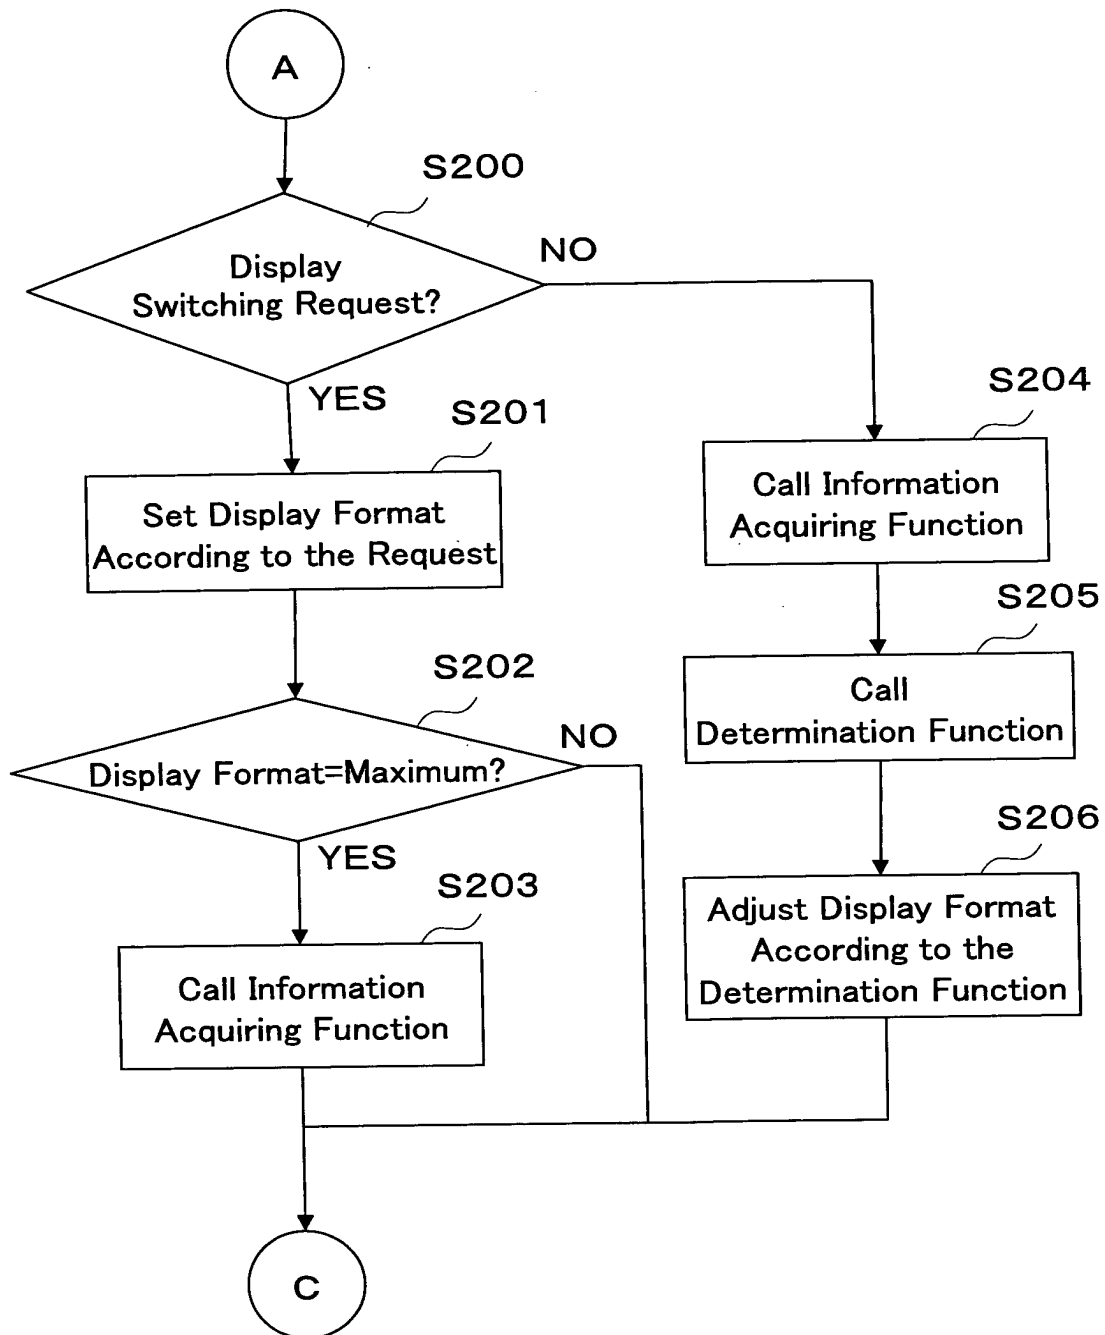 A
S200
Display
Switching Request?
NO
YES
S201
Set Display Format
According to the Request
S202
Display Format=Maximum?
NO
YES
S203
Call Information
Acquiring Function
S204
Call Information
Acquiring Function
S205
Call
Determination Function
S206
Adjust Display Format
According to the
Determination Function
C